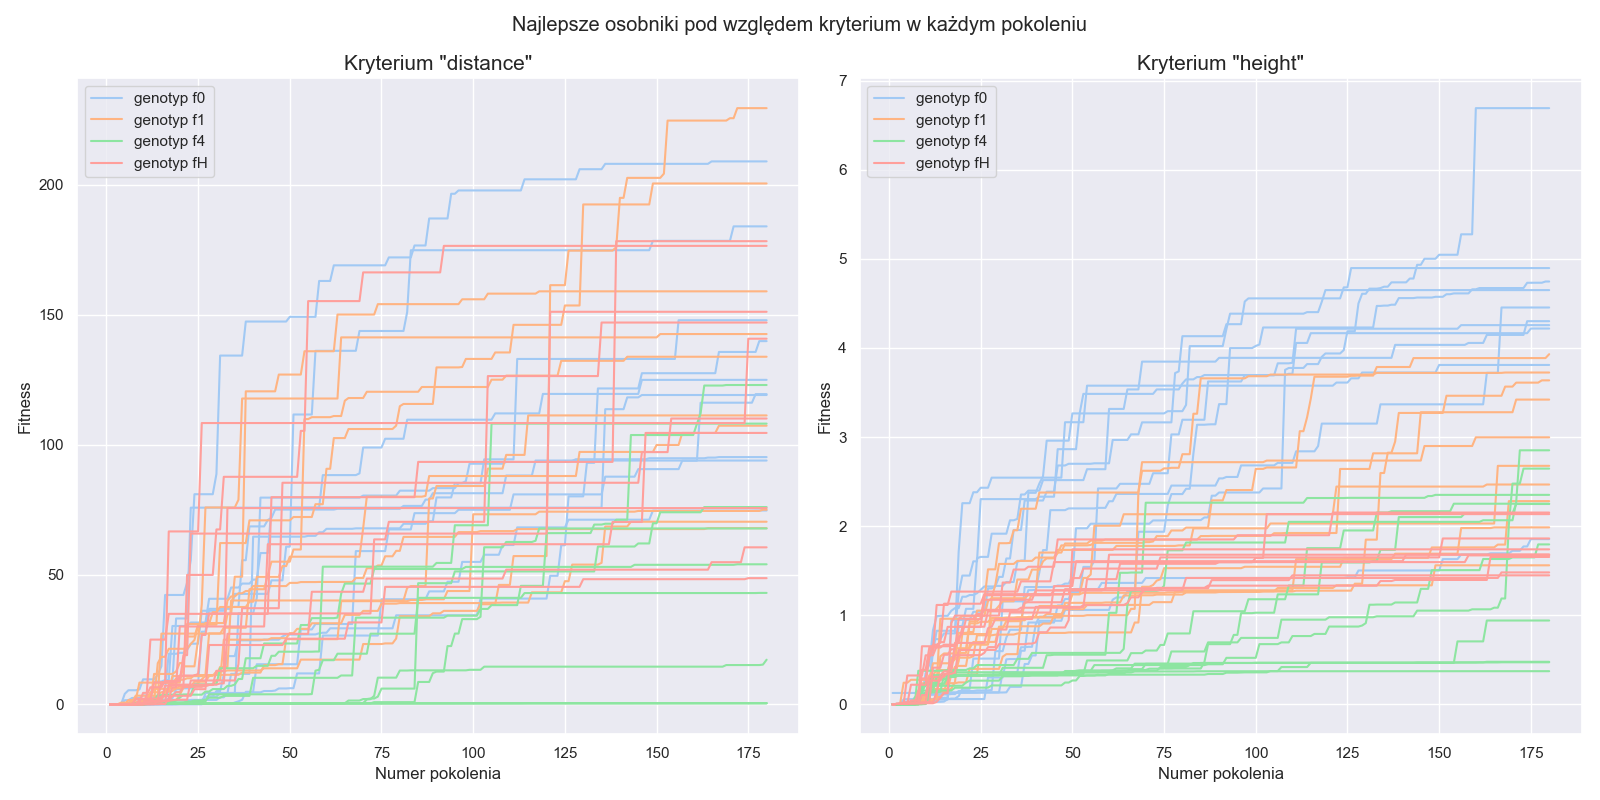 Najlepsze osobniki pod względem kryterium w każdym pokoleniu
Kryterium "distance"
genotyp f0
genotyp f1
genotyp f4
genotyp fH
200
150
100
50
0
Fitness
0 25 50 75 100 125 150 175
Numer pokolenia
Kryterium "height"
genotyp f0
genotyp f1
genotyp f4
genotyp fH
7
6
5
4
3
2
1
0
Fitness
0 25 50 75 100 125 150 175
Numer pokolenia